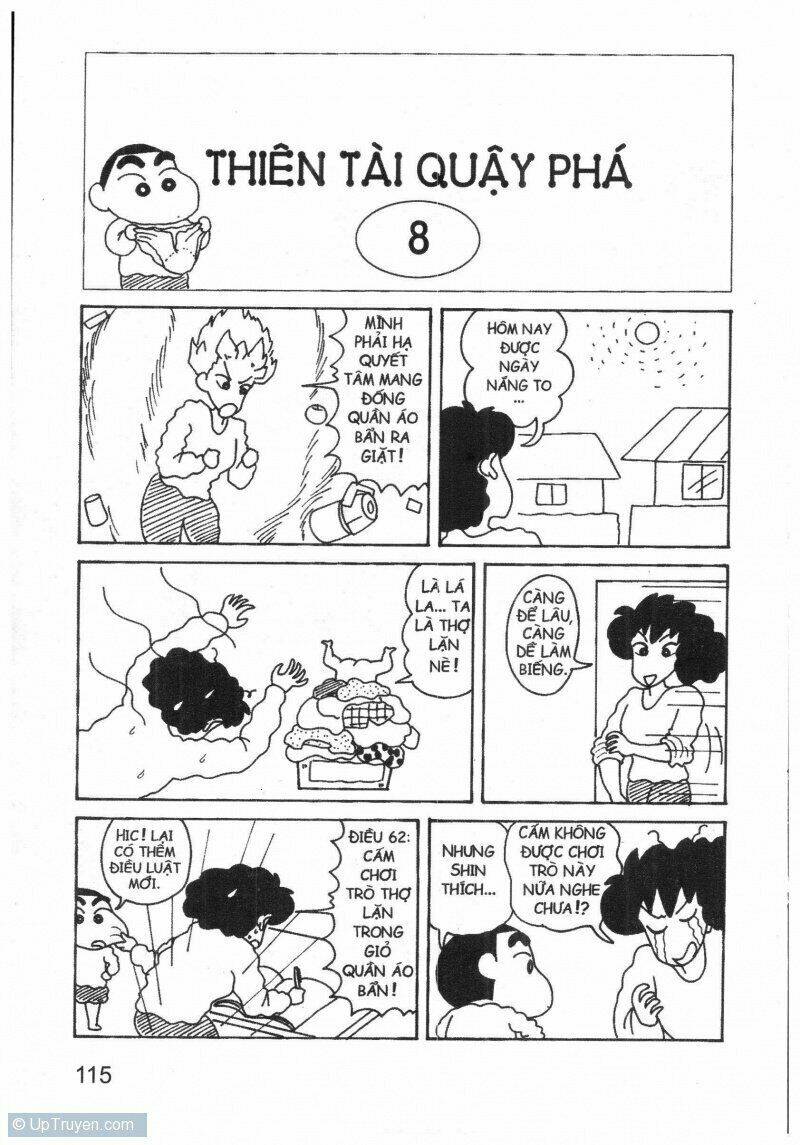 THIÊN TÀI QUẬY PHÁ
8
HÔM NAY
ĐƯỢC
NGÀY
NẮNG TO
...
MÌNH
PHẢI HẠ
QUYẾT
TÂM MANG
ĐỐNG
QUẦN ÁO
BẨN RA
GIẶT!
CÀNG
ĐỂ LÂU,
CÀNG
DỄ LÀM
BIẾNG.
LÀ LÁ
LA... TA
LÀ THỢ
LẶN
NÈ!
CẤM KHÔNG
ĐƯỢC CHƠI
TRÒ NÀY
NỮA NGHE
CHƯA!?
NHƯNG
SHIN
THÍCH...
ĐIỀU 62:
CẤM
CHƠI
TRÒ THỢ
LẶN
TRONG
GIỎ
QUẦN ÁO
BẨN!
HIC! LẠI
CÓ THÊM
ĐIỀU LUẬT
MỚI.
115
© UpTruyen.com